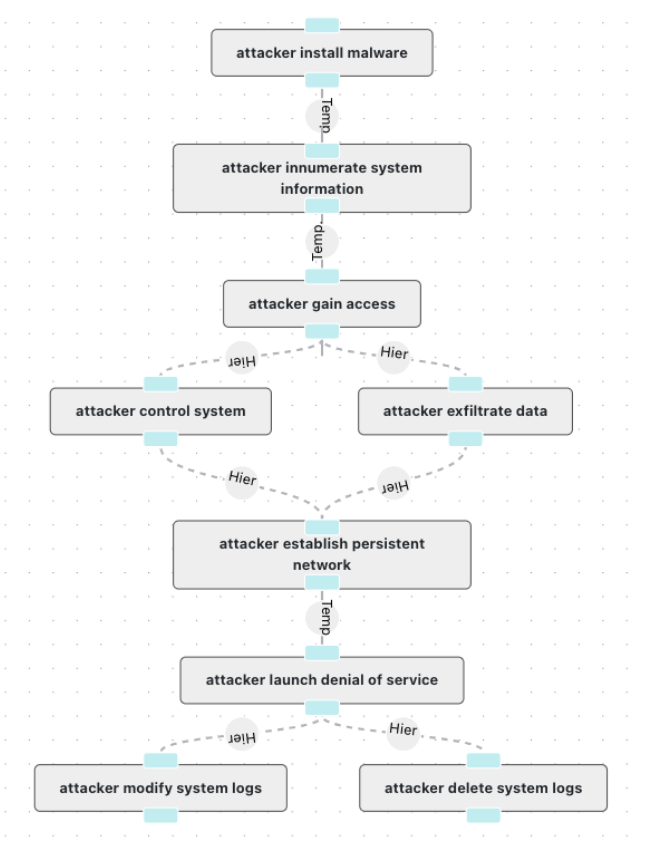 attacker install malware
Temp
attacker innumerate system
information
Temp.
attacker gain access
Hier
Hier
attacker control system
attacker exfiltrate data
Hier
Hier
attacker establish persistent
network
Temp
attacker launch denial of service
Hier
Hier
attacker modify system logs
attacker delete system logs